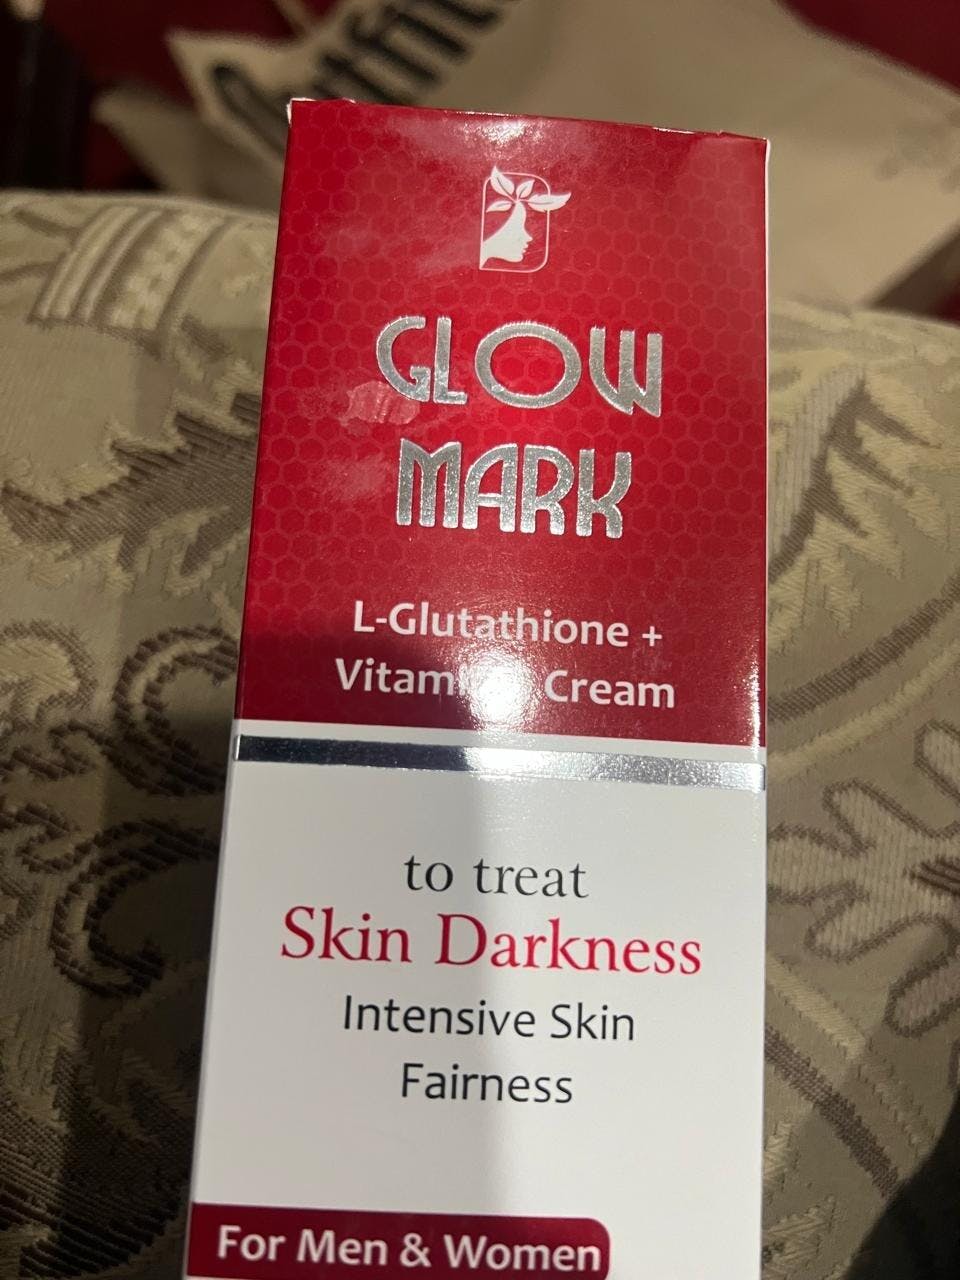 GLOW
MARK
L-Glutathione +
Cream
to treat
Skin Darkness
Intensive Skin
Fairness
For Men & Women